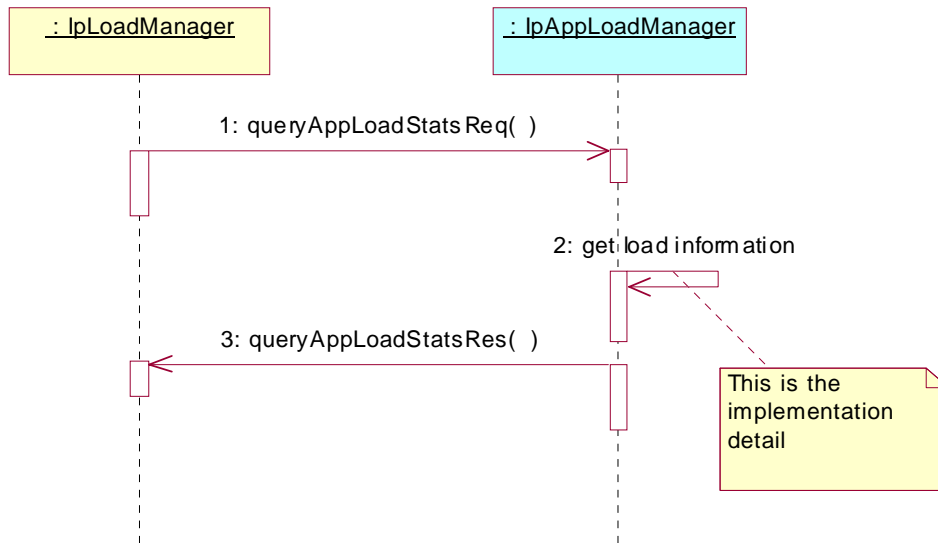 : IpLoadManager
: IpAppLoadManager
1: queryAppLoadStatsReq( )
2: get load information
3: queryAppLoadStatsRes( )
This is the
implementation
detail